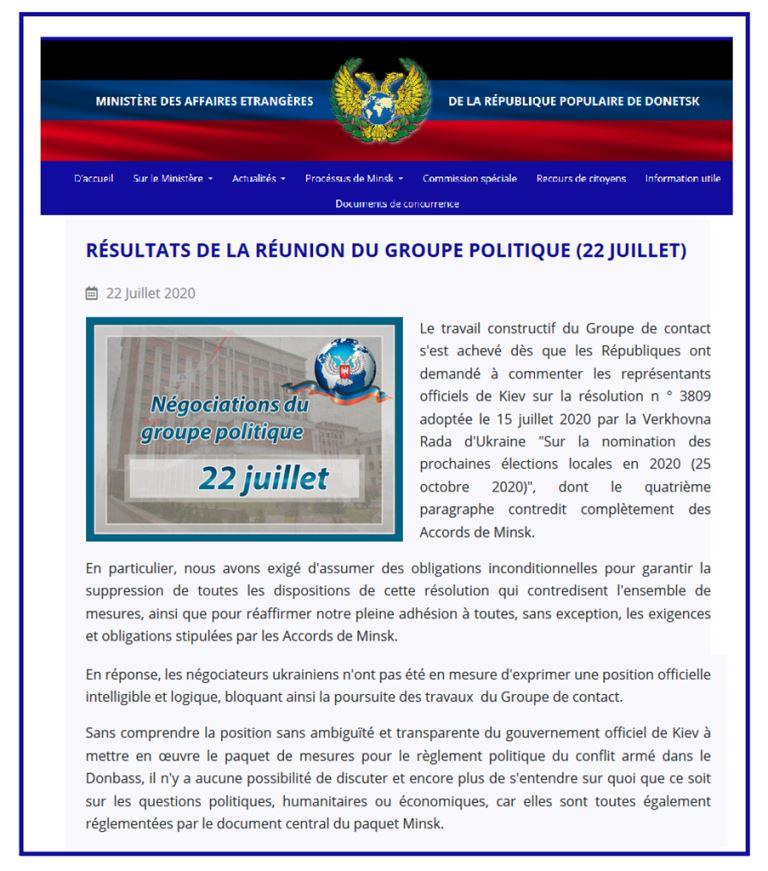 MINISTÈRE DES AFFAIRES ETRANGÈRES
DE LA RÉPUBLIQUE POPULAIRE DE DONETSK
D'accueil Sur le Ministère Actualités Procéssus de Minsk Commission spéciale Recours de citoyens Information utile
Documents de concurrence
RÉSULTATS DE LA RÉUNION DU GROUPE POLITIQUE (22 JUILLET)
22 Juillet 2020
Négociations du
groupe politique
22 juillet
Le travail constructif du Groupe de contact
s'est achevé dès que les Républiques ont
demandé à commenter les représentants
officiels de Kiev sur la résolution n ° 3809
adoptée le 15 juillet 2020 par la Verkhovna
Rada d'Ukraine "Sur la nomination des
prochaines élections locales en 2020 (25
octobre 2020)", dont le quatrième
paragraphe contredit complètement des
Accords de Minsk.
En particulier, nous avons exigé d'assumer des obligations inconditionnelles pour garantir la
suppression de toutes les dispositions de cette résolution qui contredisent l'ensemble de
mesures, ainsi que pour réaffirmer notre pleine adhésion à toutes, sans exception, les exigences
et obligations stipulées par les Accords de Minsk.
En réponse, les négociateurs ukrainiens n'ont pas été en mesure d'exprimer une position officielle
intelligible et logique, bloquant ainsi la poursuite des travaux du Groupe de contact.
Sans comprendre la position sans ambiguïté et transparente du gouvernement officiel de Kiev à
mettre en œuvre le paquet de mesures pour le règlement politique du conflit armé dans le
Donbass, il n'y a aucune possibilité de discuter et encore plus de s'entendre sur quoi que ce soit
sur les questions politiques, humanitaires ou économiques, car elles sont toutes également
réglementées par le document central du paquet Minsk.